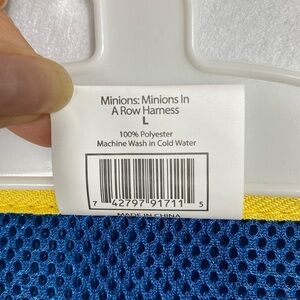 Minions: Minions In
A Row Harness
L
100% Polyester
Machine Wash in Cold Water
7 42797 91711 5
MADE IN CHINA